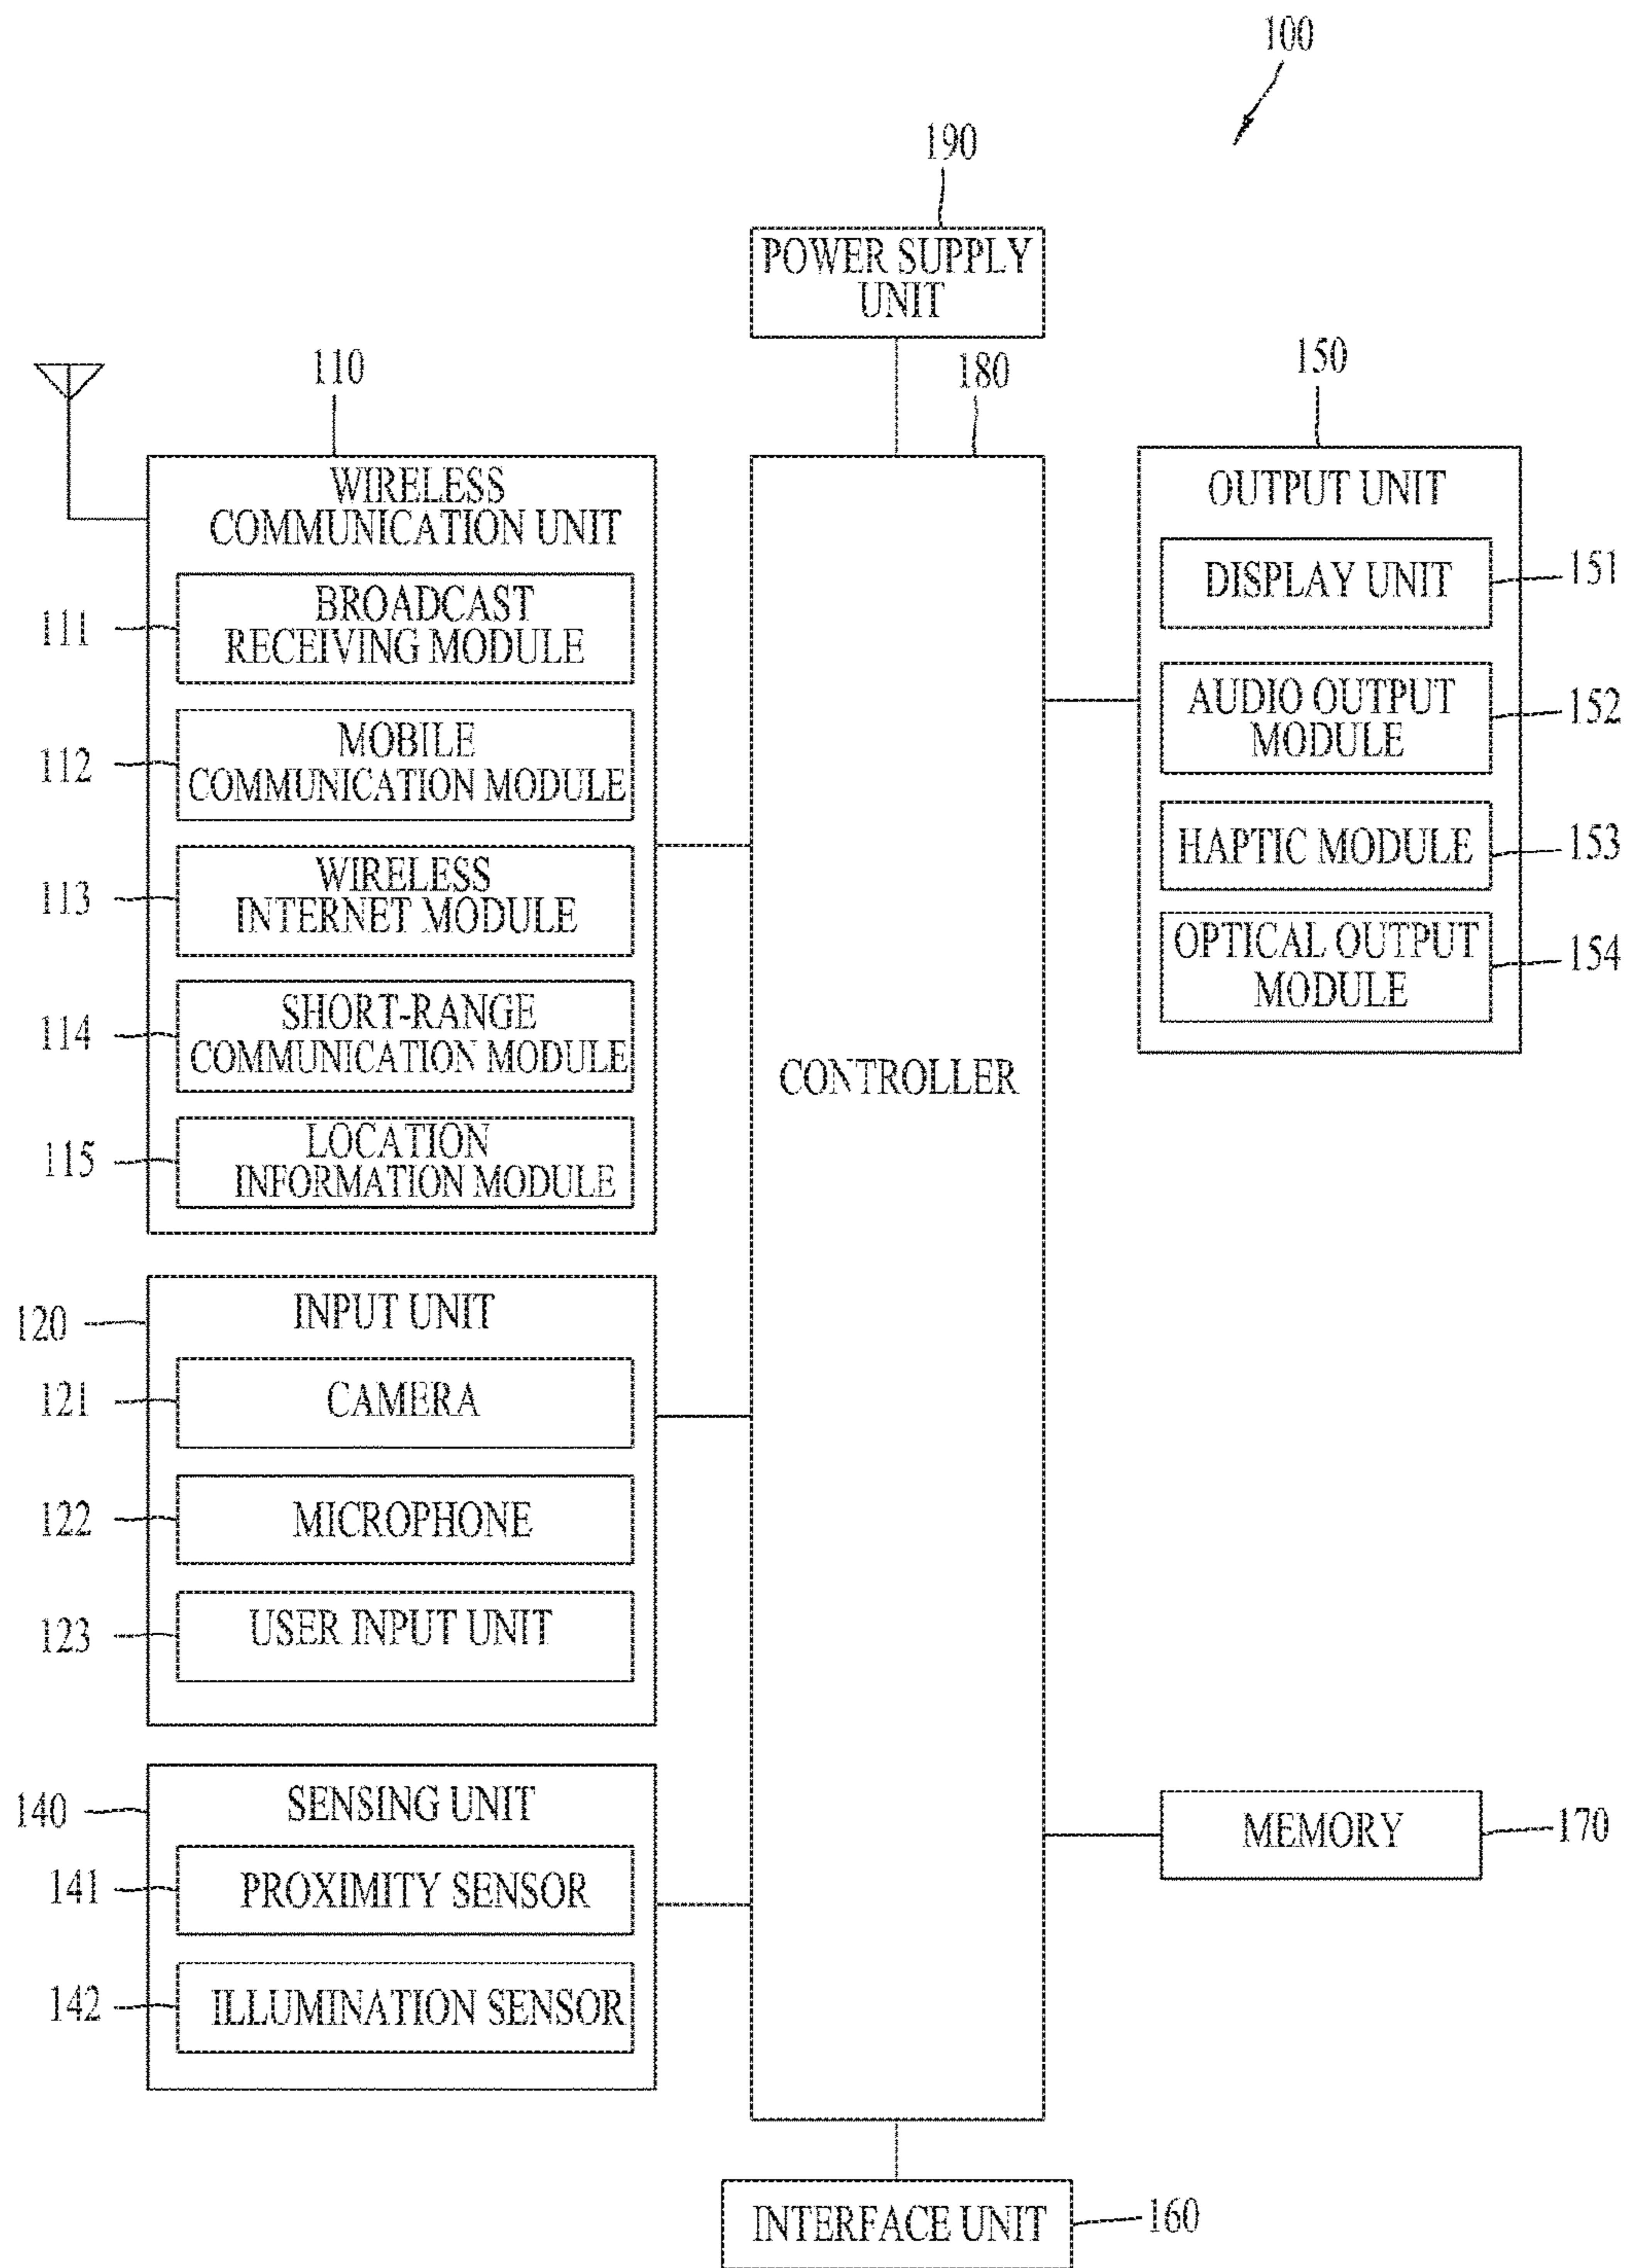 100
190
POWER SUPPLY
UNIT
110
180
150
WIRELESS
COMMUNICATION UNIT
111
BROADCAST
RECEIVING MODULE
112
MOBILE
COMMUNICATION MODULE
113
WIRELESS
INTERNET MODULE
114
SHORT-RANGE
COMMUNICATION MODULE
115
LOCATION
INFORMATION MODULE
120
INPUT UNIT
121
CAMERA
122
MICROPHONE
123
USER INPUT UNIT
140
SENSING UNIT
141
PROXIMITY SENSOR
142
ILLUMINATION SENSOR
CONTROLLER
OUTPUT UNIT
DISPLAY UNIT
151
AUDIO OUTPUT
MODULE
152
HAPTIC MODULE
153
OPTICAL OUTPUT
MODULE
154
MEMORY
170
INTERFACE UNIT
160